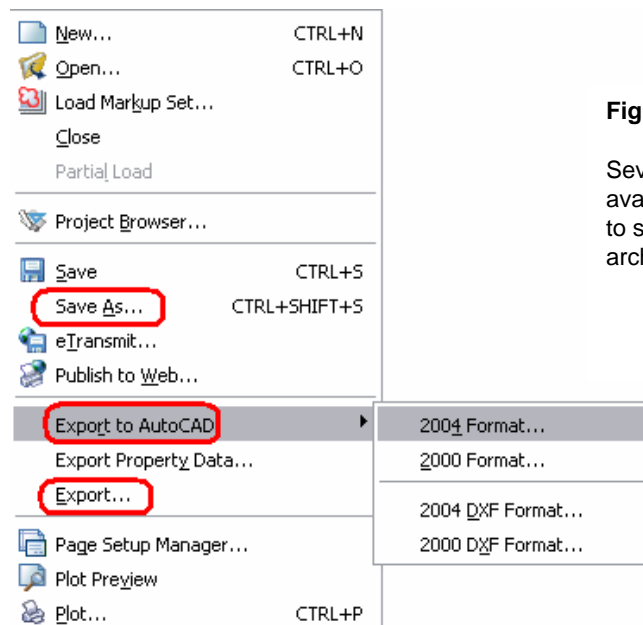 New... CTRL+N
Open... CTRL+O
Load Markup Set...
Close
Partial Load
Project Browser...
Save CTRL+S
Save As... CTRL+SHIFT+S
eTransmit...
Publish to Web...
Export to AutoCAD
Export Property Data...
Export...
Page Setup Manager...
Plot Preview
Plot... CTRL+P
2004 Format...
2000 Format...
2004 DXF Format...
2000 DXF Format...
Fig
to s